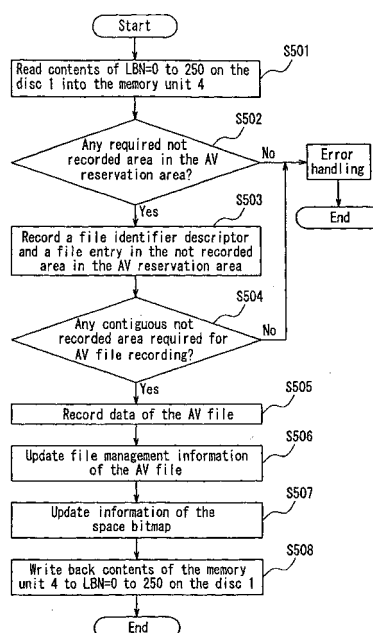 Start
S501
Read contents of LBN=0 to 250 on the
disc 1 into the memory unit 4
S502
Any required not
recorded area in the AV
reservation area?
No
Error
handling
End
Yes
S503
Record a file identifier descriptor
and a file entry in the not recorded
area in the AV reservation area
S504
Any contiguous not
recorded area required for
AV file recording?
No
Yes
S505
Record data of the AV file
S506
Update file management information
of the AV file
S507
Update information of the
space bitmap
S508
Write back contents of the memory
unit 4 to LBN=0 to 250 on the disc 1
End